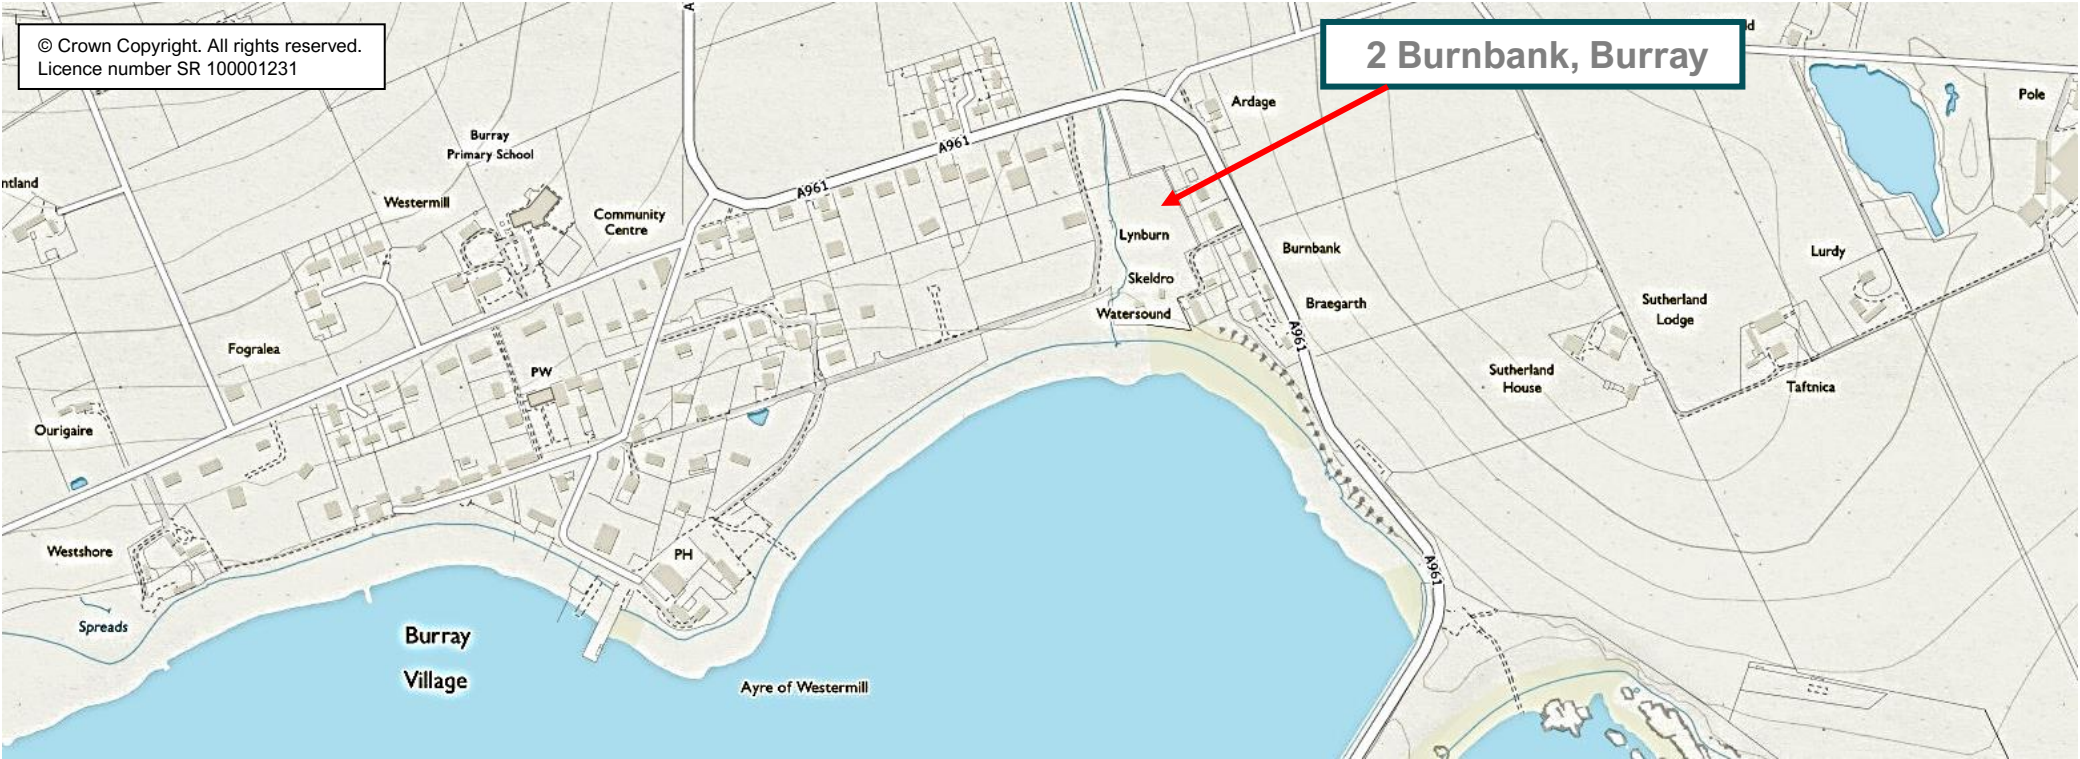 © Crown Copyright. All rights reserved.
Licence number SR 100001231
2 Burnbank, Burray
A
Ardage
Pole
Burray
Primary School
A961
ntland
A961
Westermill
Community
Centre
Lynburn
Burnbank
Lurdy
Skeldro
Braegarth
Sutherland
Lodge
Watersound
A961
Fogralea
PW
Sutherland
House
Taftnica
Ourigaire
Westshore
PH
A961
Spreads
Burray
Village
Ayre of Westermill